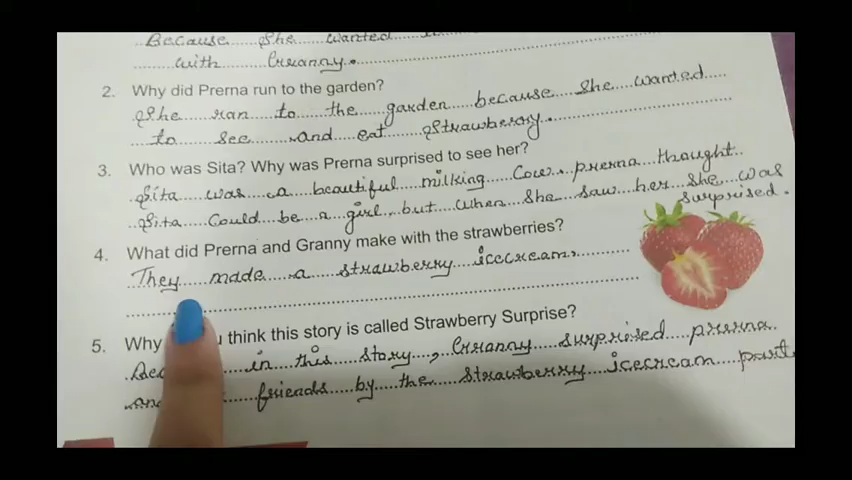 Because She wanted
with Granny.
2. Why did Prerna run to the garden?
She ran to the garden because She wanted
to see and eat Strawberry.
3. Who was Sita? Why was Prerna surprised to see her?
Sita was a beautiful milking Cow. prerna thought
Sita Could be a girl, but when She saw her She was
surprised.
4. What did Prerna and Granny make with the strawberries?
They made a strawberry icecream.
5. Why think this story is called Strawberry Surprise?
in this story, Granny surprised prerna
and friends by the strawberry icecream